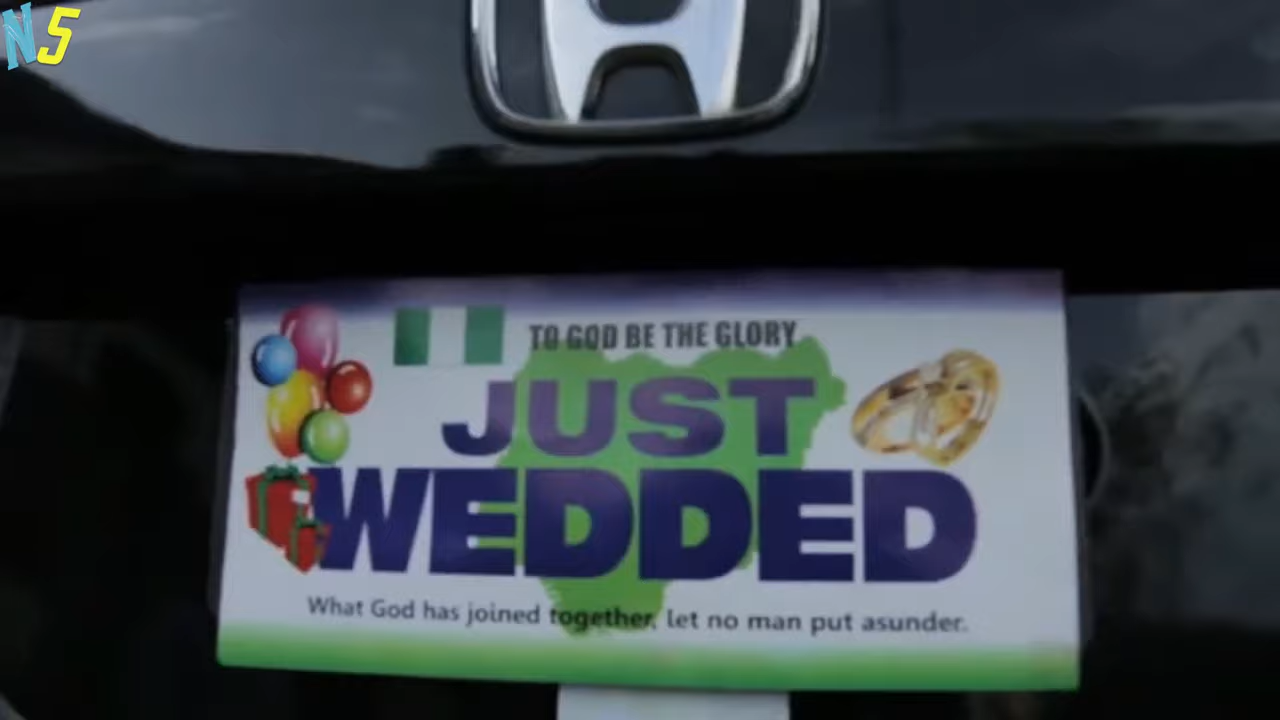 N5
TO GOD BE THE GLORY
JUST
WEDDED
What God has joined together, let no man put asunder.